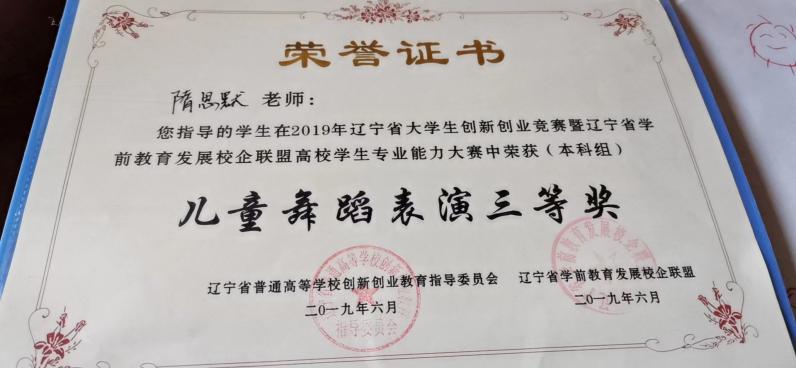 荣誉证书
隋思默 老师：
您指导的学生在2019年辽宁省大学生创新创业竞赛暨辽宁省学
前教育发展校企联盟高校学生专业能力大赛中荣获（本科组）
儿童舞蹈表演三等奖
辽宁省普通高等学校创新创业教育指导委员会 辽宁省学前教育发展校企联盟
二〇一九年六月 二〇一九年六月
指导委员会